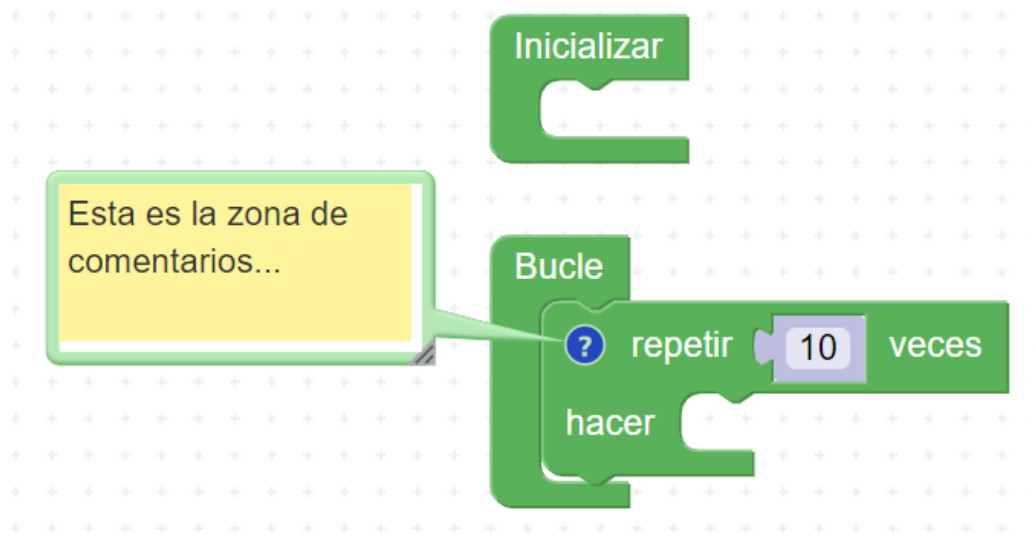 Inicializar
Esta es la zona de
comentarios...
Bucle
? repetir 10 veces
hacer